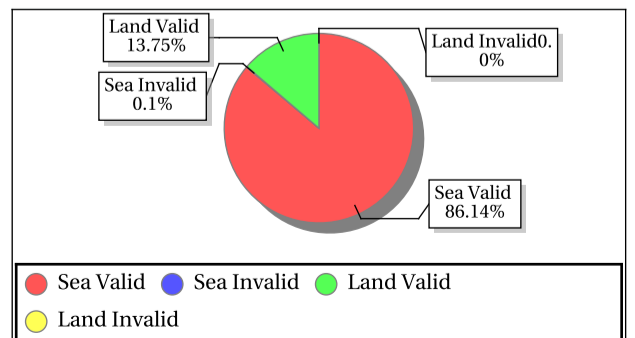 Land Valid
13.75%
Land Invalid0.
0%
Sea Invalid
0.1%
Sea Valid
86.14%
Sea Valid
Sea Invalid
Land Valid
Land Invalid